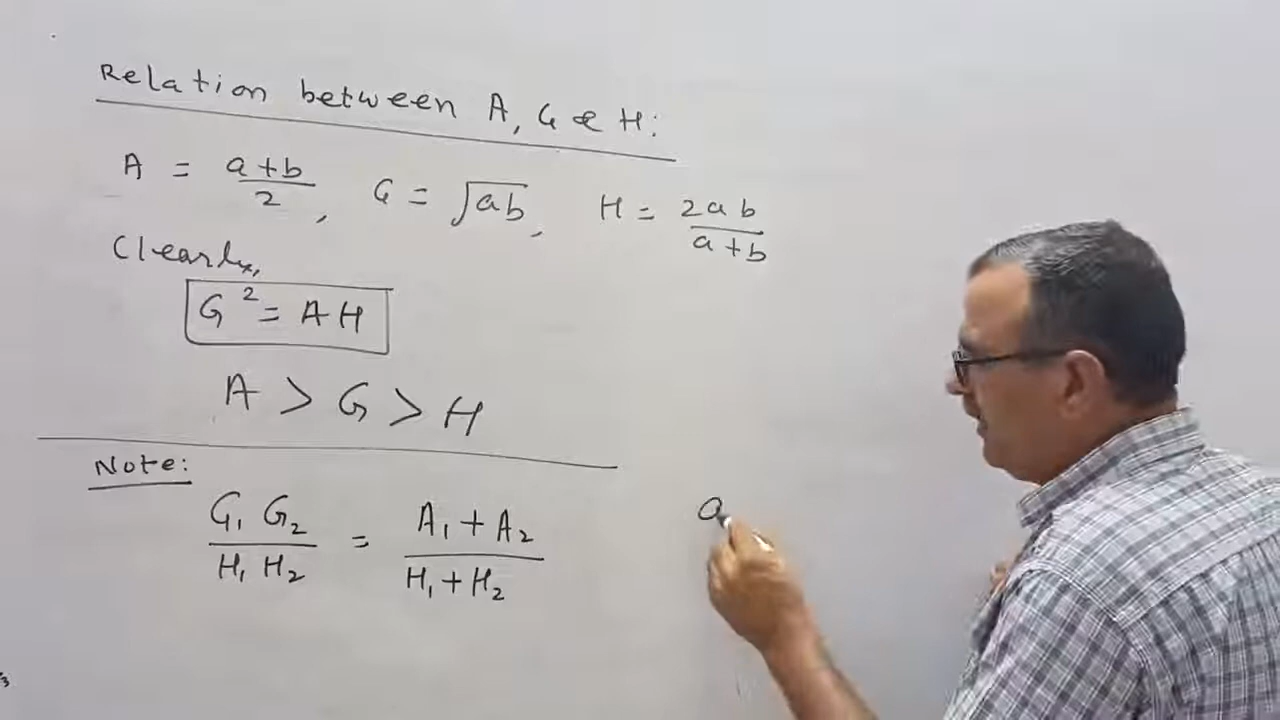 Relation between A, G & H:
A = a+b/2, G = √ab, H = 2ab/a+b
Clearly,
G² = AH
A > G > H
Note:
G₁ G₂/H₁ H₂ = A₁ + A₂/H₁ + H₂
a